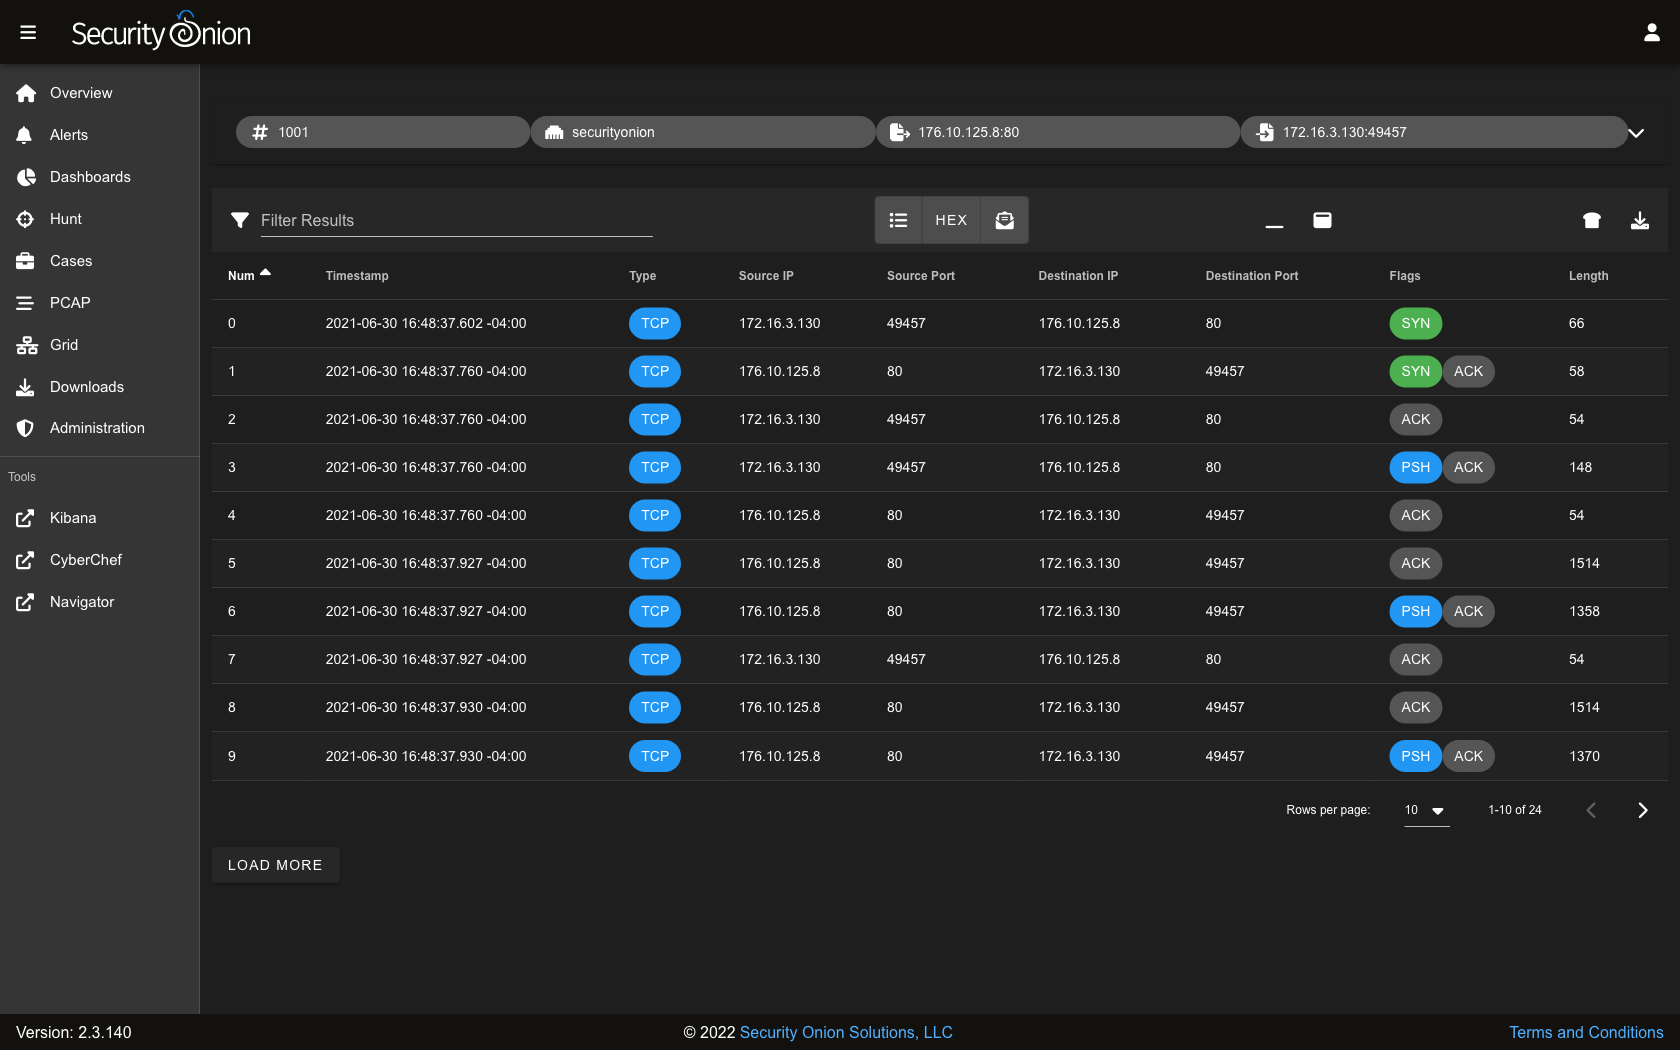 Security Onion
Overview
Alerts
Dashboards
Hunt
Cases
PCAP
Grid
Downloads
Administration
Tools
Kibana
CyberChef
Navigator
1001 securityonion 176.10.125.8:80 172.16.3.130:49457
Filter Results HEX
Num Timestamp Type Source IP Source Port Destination IP Destination Port Flags Length
0 2021-06-30 16:48:37.602 -04:00 TCP 172.16.3.130 49457 176.10.125.8 80 SYN 66
1 2021-06-30 16:48:37.760 -04:00 TCP 176.10.125.8 80 172.16.3.130 49457 SYN ACK 58
2 2021-06-30 16:48:37.760 -04:00 TCP 172.16.3.130 49457 176.10.125.8 80 ACK 54
3 2021-06-30 16:48:37.760 -04:00 TCP 172.16.3.130 49457 176.10.125.8 80 PSH ACK 148
4 2021-06-30 16:48:37.760 -04:00 TCP 176.10.125.8 80 172.16.3.130 49457 ACK 54
5 2021-06-30 16:48:37.927 -04:00 TCP 176.10.125.8 80 172.16.3.130 49457 ACK 1514
6 2021-06-30 16:48:37.927 -04:00 TCP 176.10.125.8 80 172.16.3.130 49457 PSH ACK 1358
7 2021-06-30 16:48:37.927 -04:00 TCP 172.16.3.130 49457 176.10.125.8 80 ACK 54
8 2021-06-30 16:48:37.930 -04:00 TCP 176.10.125.8 80 172.16.3.130 49457 ACK 1514
9 2021-06-30 16:48:37.930 -04:00 TCP 176.10.125.8 80 172.16.3.130 49457 PSH ACK 1370
Rows per page: 10 1-10 of 24
LOAD MORE
Version: 2.3.140 © 2022 Security Onion Solutions, LLC Terms and Conditions